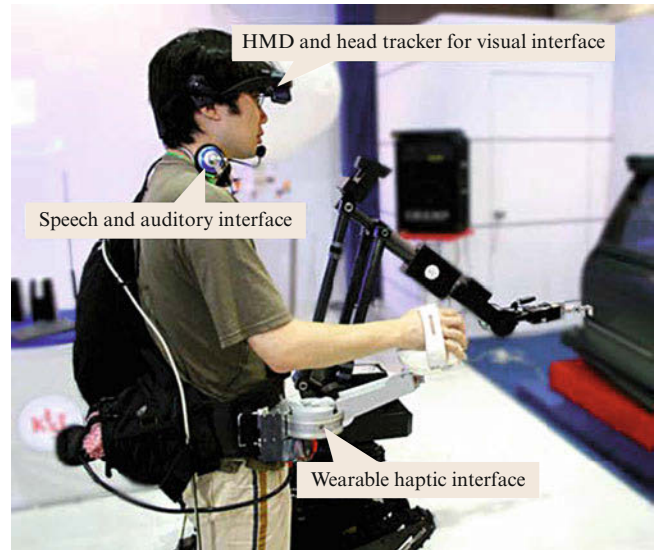 HMD and head tracker for visual interface
Speech and auditory interface
Wearable haptic interface